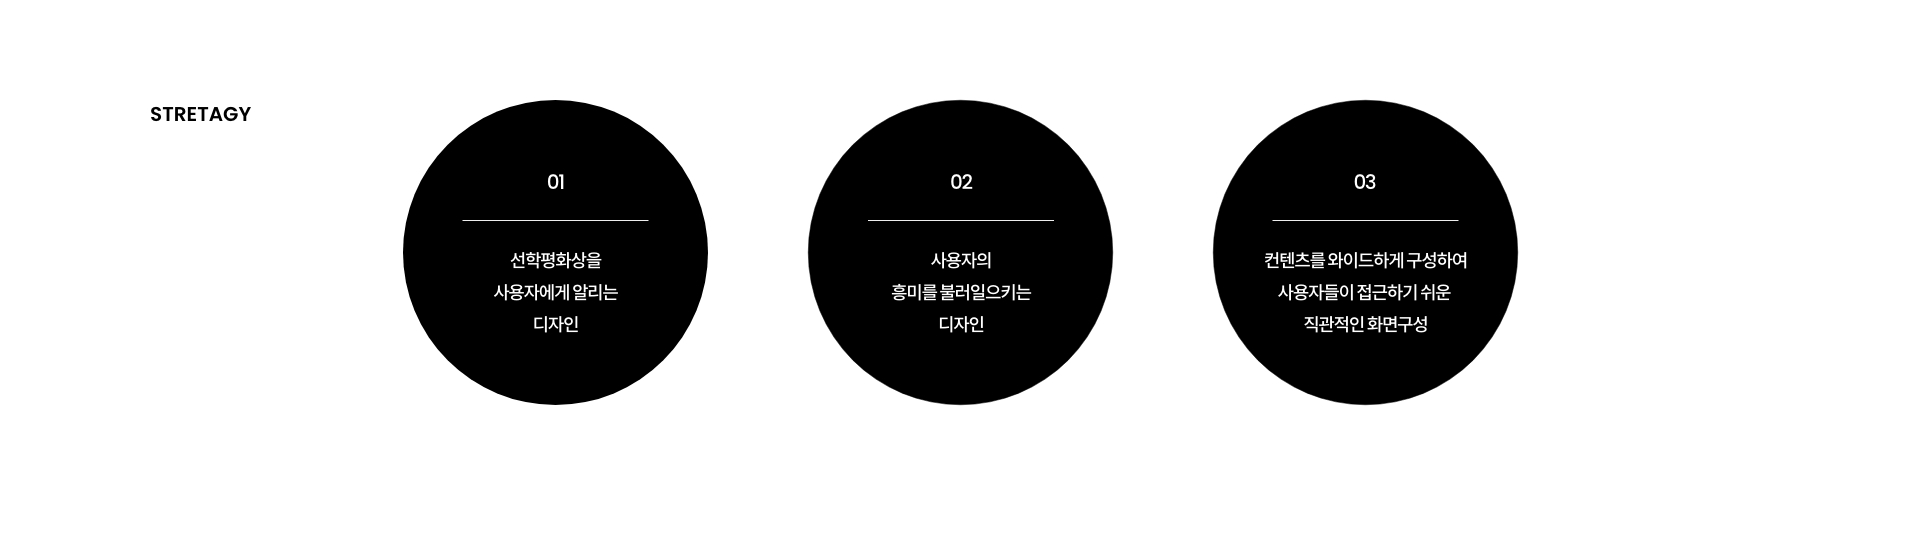 STRETAGY
01
선학평화상을
사용자에게 알리는
디자인
02
사용자의
흥미를 불러일으키는
디자인
03
컨텐츠를 와이드하게 구성하여
사용자들이 접근하기 쉬운
직관적인 화면구성